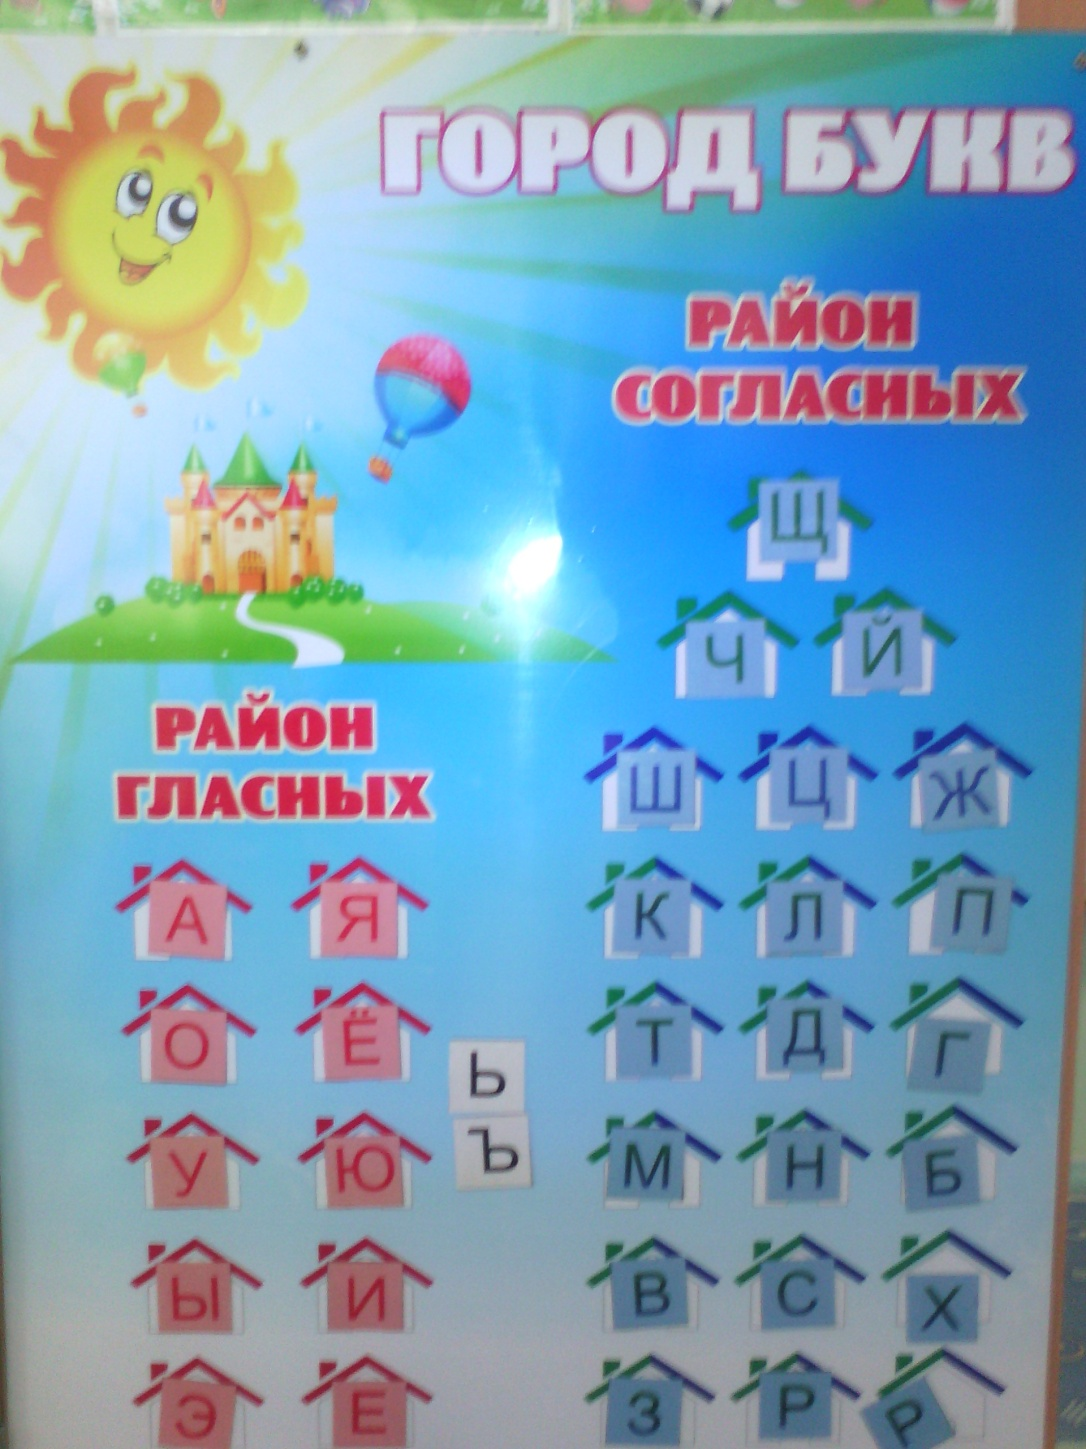 ГОРОД БУКВ
РАЙОН
СОГЛАСНЫХ
Щ
Ч Й
Ш Ц Ж
К Л П
Т Д Г
М Н Б
В С Х
З Р Р
РАЙОН
ГЛАСНЫХ
А Я
О Ё
У Ю
Ы И
Э Е
Ь
Ъ